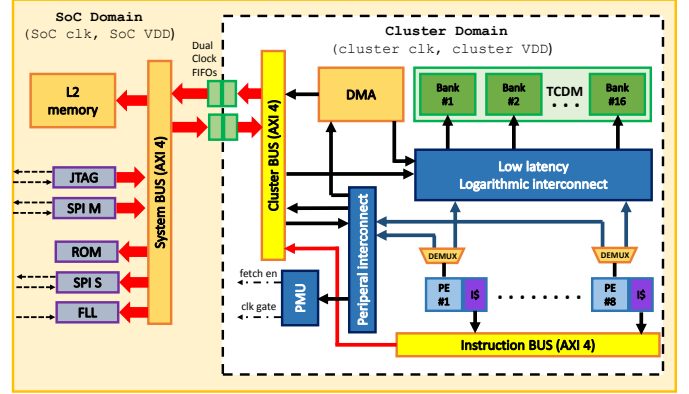 SoC Domain
(SoC clk, SoC VDD)
Dual
Clock
FIFOs
Cluster Domain
(cluster clk, cluster VDD)
L2
memory
JTAG
SPI M
ROM
SPI S
FLL
System BUS (AXI 4)
Cluster BUS (AXI 4)
DMA
Bank
#1
Bank
#2
TCDM
. . .
Bank
#16
Low latency
Logarithmic Interconnect
Peripheral interconnect
DEMUX
DEMUX
fetch en
clk gate
PMU
PE
#1
I$
. . . . . . . . .
PE
#8
I$
Instruction BUS (AXI 4)